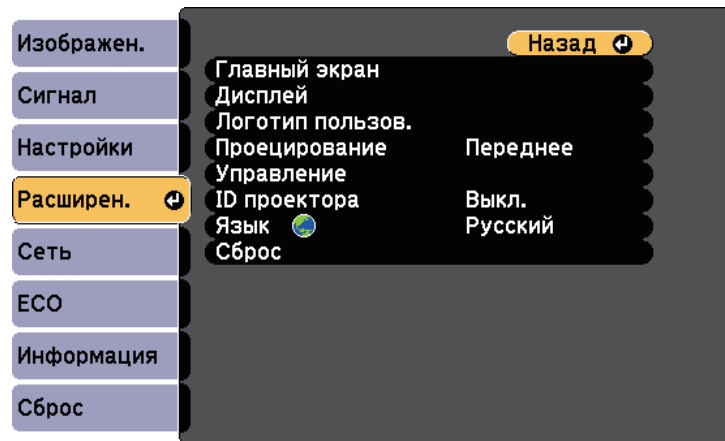 Изображен.
Сигнал
Настройки
Расширен.
Сеть
ECO
Информация
Сброс
Назад
Главный экран
Дисплей
Логотип пользов.
Проецирование Переднее
Управление
ID проектора Выкл.
Язык Русский
Сброс